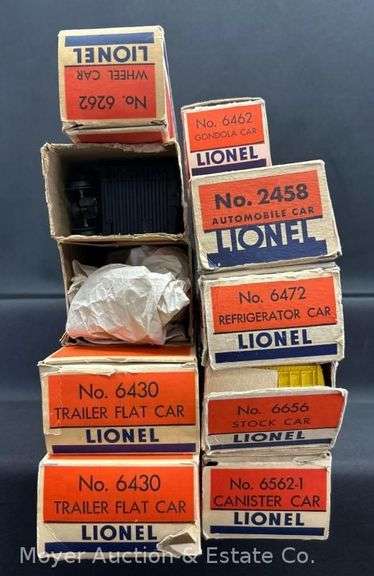 LIONEL
WHEEL CAR
No. 6262
No. 6462
GONDOLA CAR
LIONEL
No. 2458
AUTOMOBILE CAR
LIONEL
No. 6472
REFRIGERATOR CAR
LIONEL
No. 6430
TRAILER FLAT CAR
LIONEL
No. 6656
STOCK CAR
LIONEL
No. 6430
TRAILER FLAT CAR
LIONEL
No. 6562-1
CANISTER CAR
LIONEL
Moyer Auction & Estate Co.